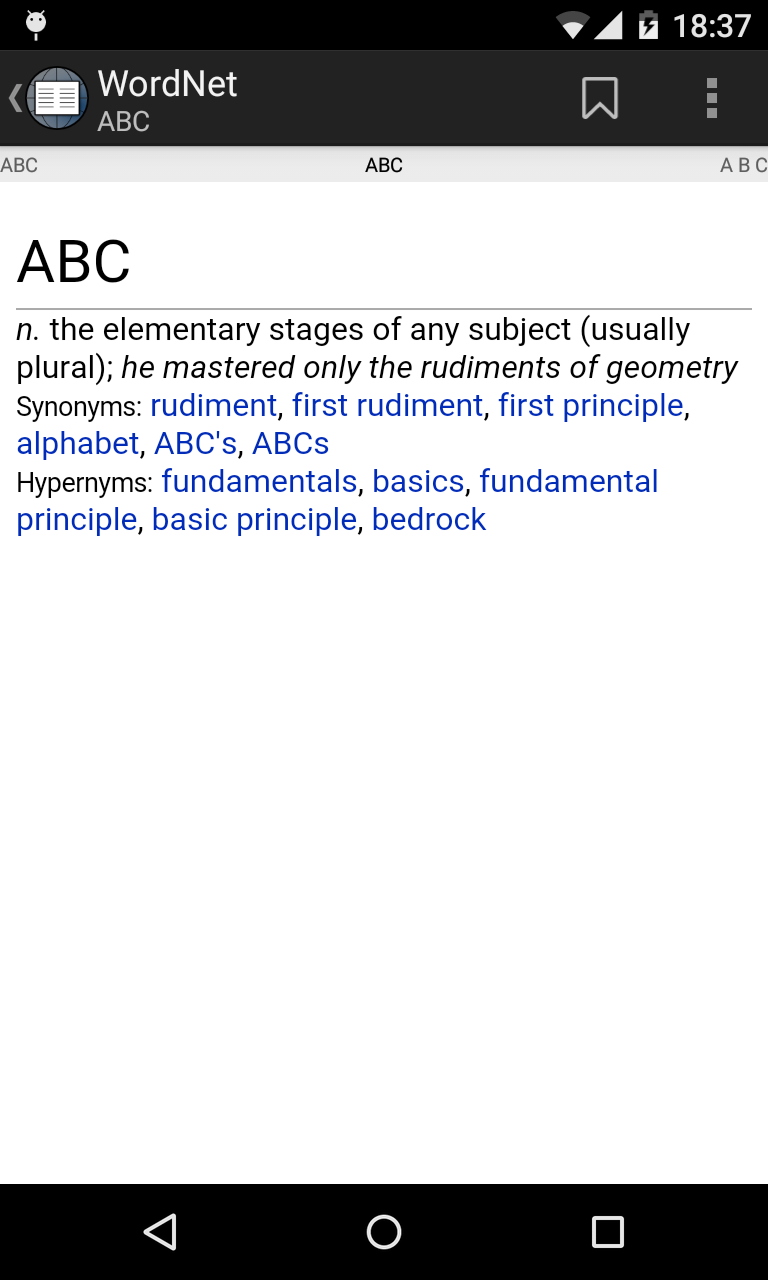 18:37
WordNet
ABC
ABC ABC A B C
ABC
n. the elementary stages of any subject (usually
plural); he mastered only the rudiments of geometry
Synonyms: rudiment, first rudiment, first principle,
alphabet, ABC's, ABCs
Hypernyms: fundamentals, basics, fundamental
principle, basic principle, bedrock